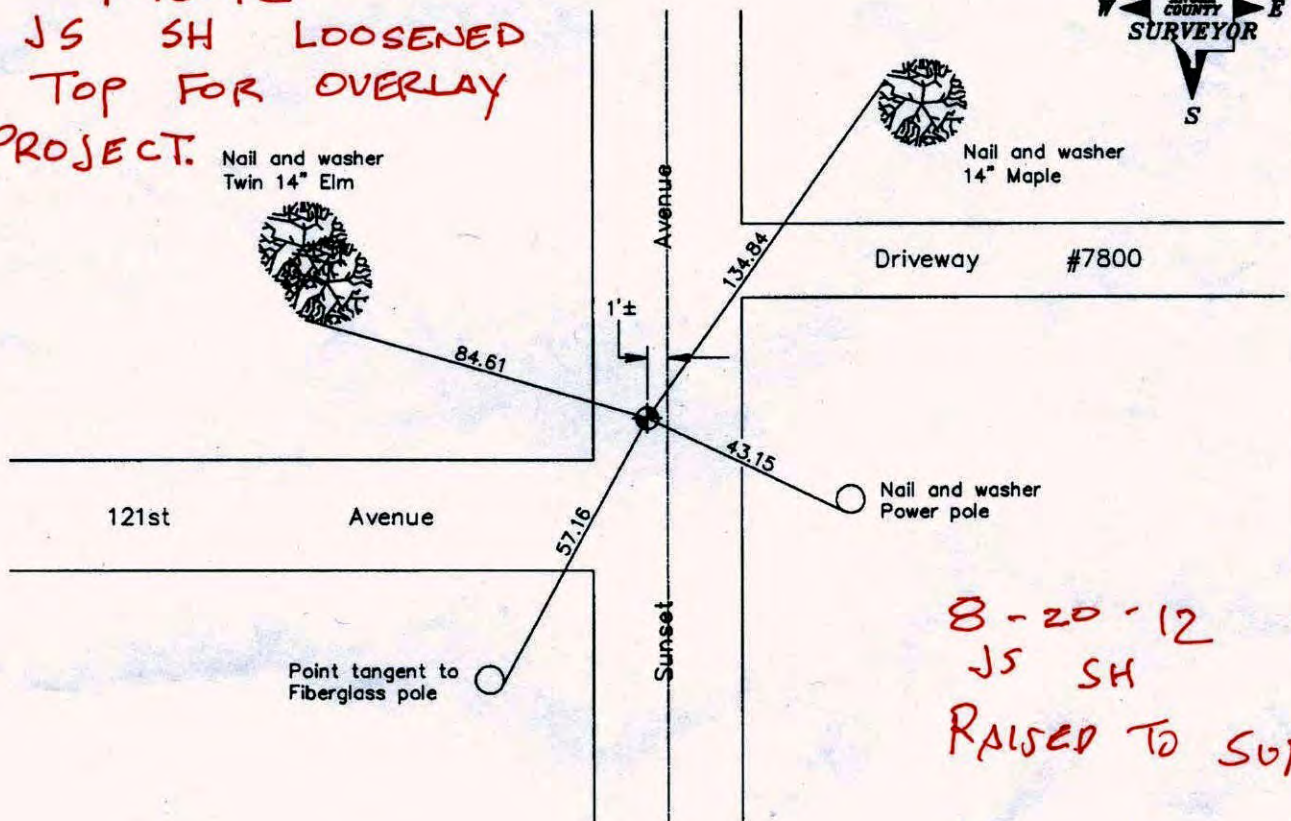 JS SH LOOSENED
TOP FOR OVERLAY
PROJECT.
W E
COUNTY
SURVEYOR
S
Nail and washer
Twin 14" Elm
Nail and washer
14" Maple
Avenue
134.84
Driveway #7800
1'±
84.61
43.15
Nail and washer
Power pole
121st Avenue
57.16
Sunset
Point tangent to
Fiberglass pole
8-20-12
JS SH
RAISED TO